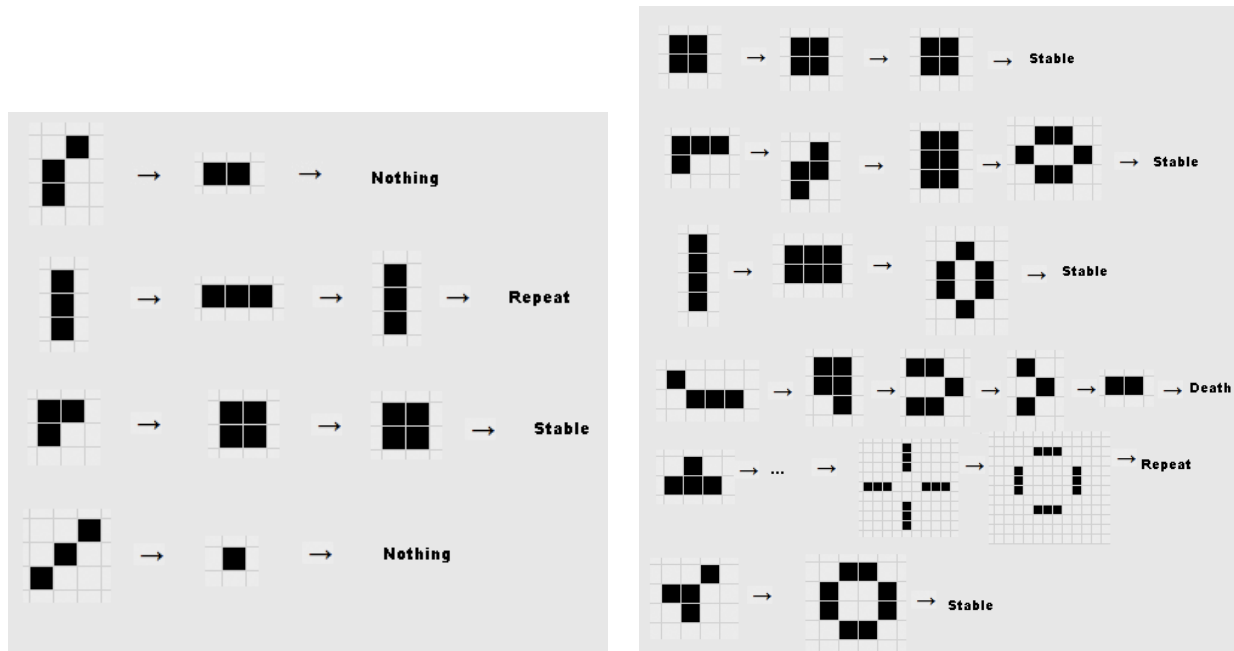 Nothing
Repeat
Stable
Nothing
Stable
Stable
Stable
Death
...
Repeat
Stable